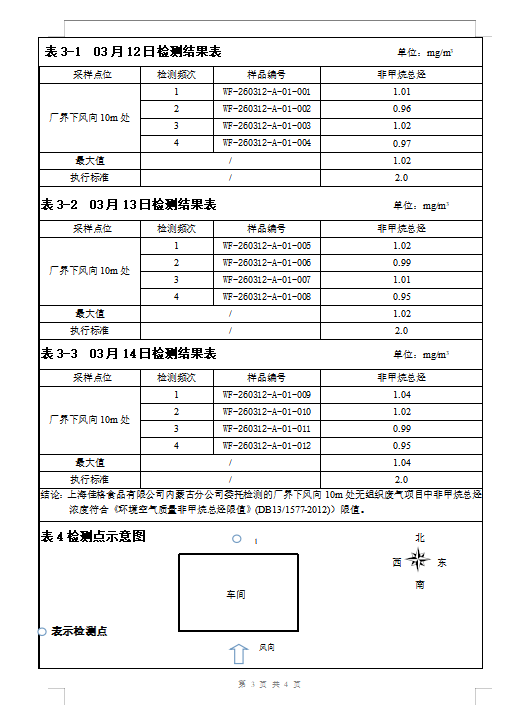 表 3-1 03 月 12 日检测结果表 单位：mg/m³
采样点位 检测频次 样品编号 非甲烷总烃
厂界下风向 10m 处
1 WF-260312-A-01-001 1.01
2 WF-260312-A-01-002 0.96
3 WF-260312-A-01-003 1.02
4 WF-260312-A-01-004 0.97
最大值 / 1.02
执行标准 / 2.0
表 3-2 03 月 13 日检测结果表 单位：mg/m³
采样点位 检测频次 样品编号 非甲烷总烃
厂界下风向 10m 处
1 WF-260312-A-01-005 1.02
2 WF-260312-A-01-006 0.99
3 WF-260312-A-01-007 1.01
4 WF-260312-A-01-008 0.95
最大值 / 1.02
执行标准 / 2.0
表 3-3 03 月 14 日检测结果表 单位：mg/m³
采样点位 检测频次 样品编号 非甲烷总烃
厂界下风向 10m 处
1 WF-260312-A-01-009 1.04
2 WF-260312-A-01-010 1.02
3 WF-260312-A-01-011 0.99
4 WF-260312-A-01-012 0.95
最大值 / 1.04
执行标准 / 2.0
结论：上海佳格食品有限公司内蒙古分公司委托检测的厂界下风向 10m 处无组织废气项目中非甲烷总烃
浓度符合《环境空气质量非甲烷总烃限值》(DB13/1577-2012)）限值。
表 4 检测点示意图
1
北
西 东
南
车间
表示检测点
风向
第 3 页 共 4 页